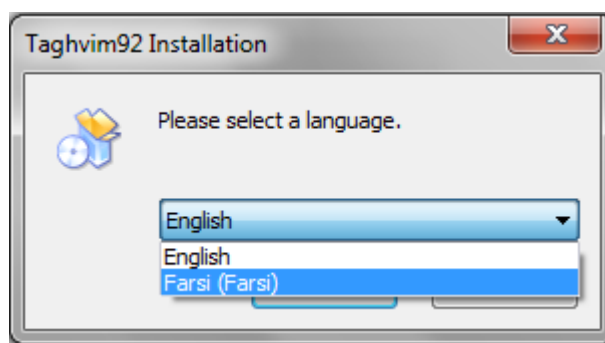 Taghvim92 Installation
Please select a language.
English
English
Farsi (Farsi)